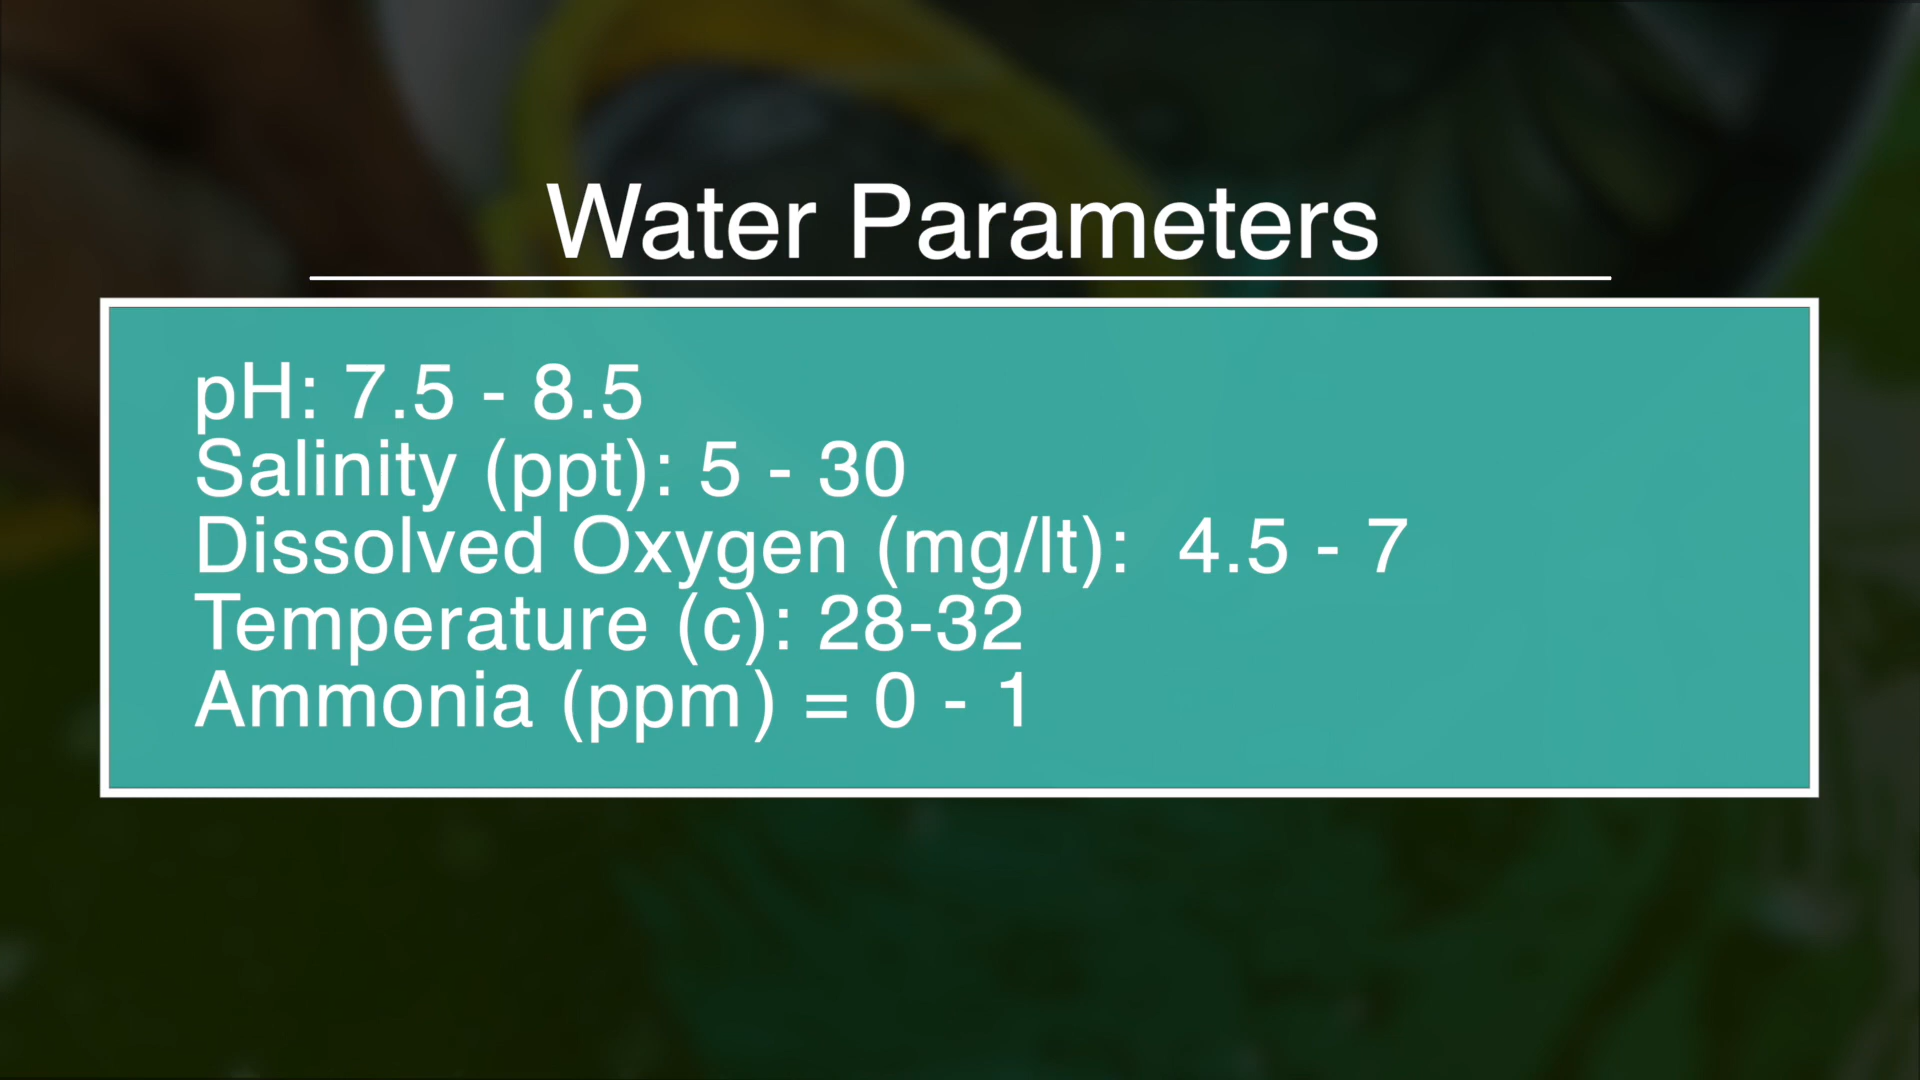 Water Parameters
pH: 7.5 - 8.5
Salinity (ppt): 5 - 30
Dissolved Oxygen (mg/lt):  4.5 - 7
Temperature (c): 28-32
Ammonia (ppm) = 0 - 1